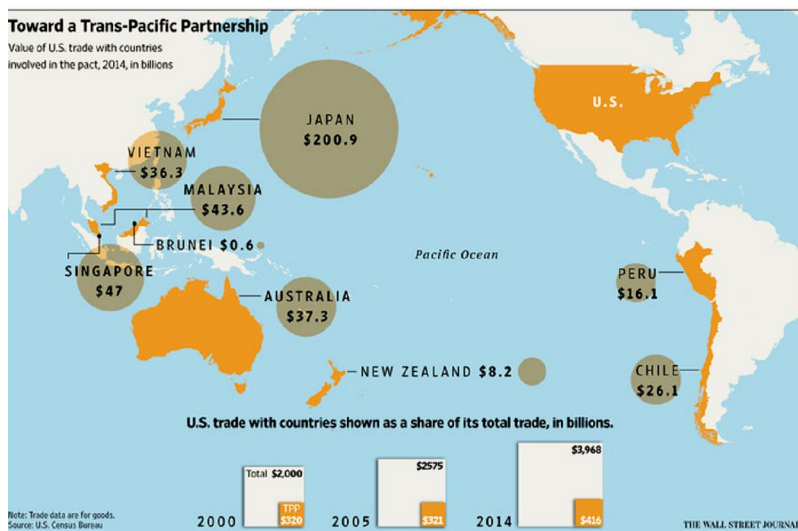 Toward a Trans-Pacific Partnership
Value of U.S. trade with countries
involved in the pact, 2014, in billions
JAPAN
$200.9
U.S.
VIETNAM
$36.3
MALAYSIA
$43.6
BRUNEI $0.6
SINGAPORE
$47
Pacific Ocean
AUSTRALIA
$37.3
PERU
$16.1
NEW ZEALAND $8.2
CHILE
$26.1
U.S. trade with countries shown as a share of its total trade, in billions.
Total $2,000
TPP
$320
2000
$2575
$321
2005
$3,968
$416
2014
Note: Trade data are for goods.
Source: U.S. Census Bureau
THE WALL STREET JOURNAL